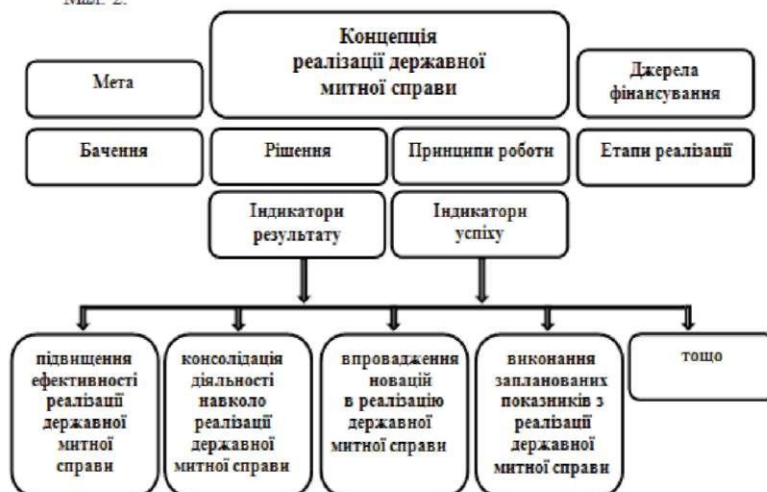 Мал. 2.
Концепція
реалізації державної
митної справи
Мета
Джерела
фінансування
Бачення
Рішення
Принципи роботи
Етапи реалізації
Індикатори
результату
Індикатори
успіху
підвищення
ефективності
реалізації
державної
митної
справи
консолідація
діяльності
навколо
реалізації
державної
митної справи
впровадження
новацій
в реалізацію
державної
митної справи
виконання
запланованих
показників з
реалізації
державної
митної справи
тощо